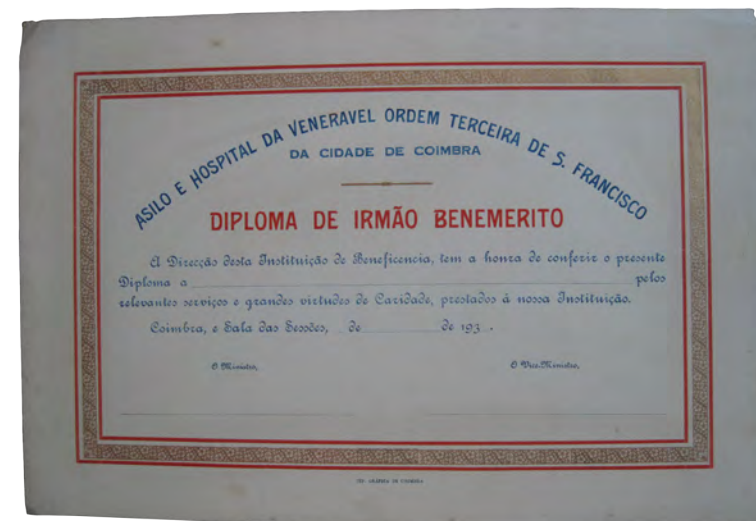 ASILO E HOSPITAL DA VENERAVEL ORDEM TERCEIRA DE S. FRANCISCO
DA CIDADE DE COIMBRA
DIPLOMA DE IRMÃO BENEMERITO
A Direcção desta Instituição de Beneficencia, tem a honra de conferir o presente
Diploma a pelos
relevantes serviços e grandes virtudes de Caridade, prestados à nossa Instituição.
Coimbra, e Sala das Sessões, de de 193 .
O Ministro, O Vice-Ministro,
DE COIMBRA